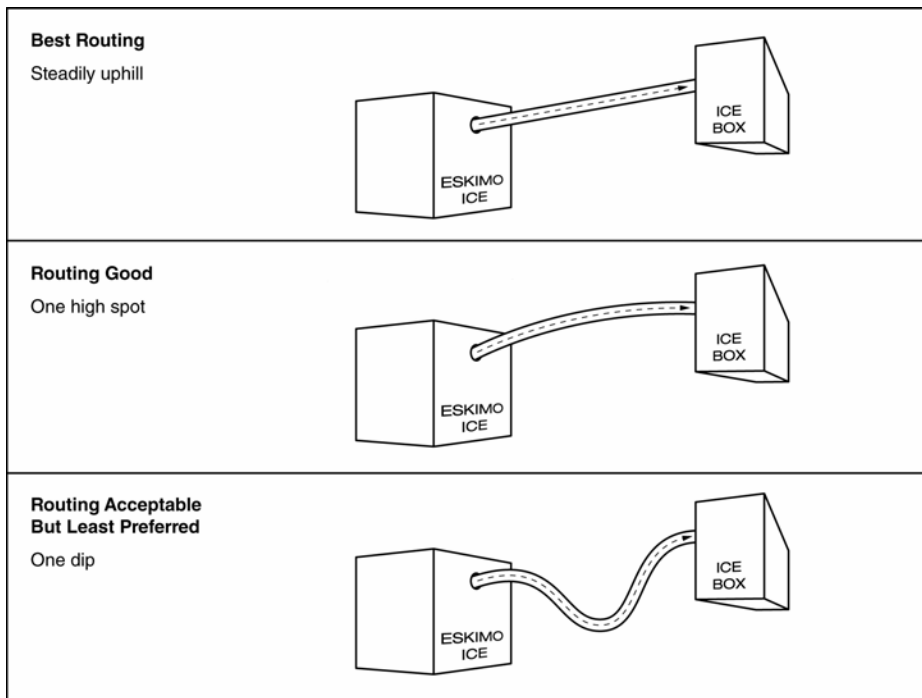 Best Routing
Steadily uphill
ICE
BOX
ESKIMO
ICE
Routing Good
One high spot
ICE
BOX
ESKIMO
ICE
Routing Acceptable
But Least Preferred
One dip
ICE
BOX
ESKIMO
ICE